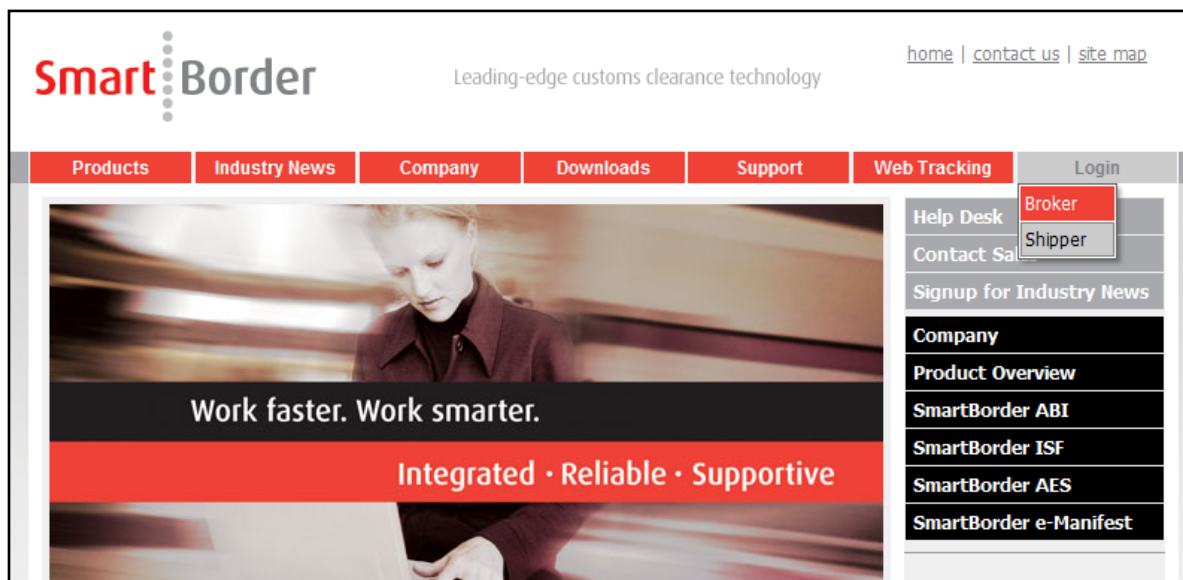 home | contact us | site map
Smart Border
Leading-edge customs clearance technology
Products Industry News Company Downloads Support Web Tracking Login
Broker
Shipper
Help Desk
Contact
Signup for Industry News
Company
Product Overview
SmartBorder ABI
SmartBorder ISF
SmartBorder AES
SmartBorder e-Manifest
Work faster. Work smarter.
Integrated · Reliable · Supportive